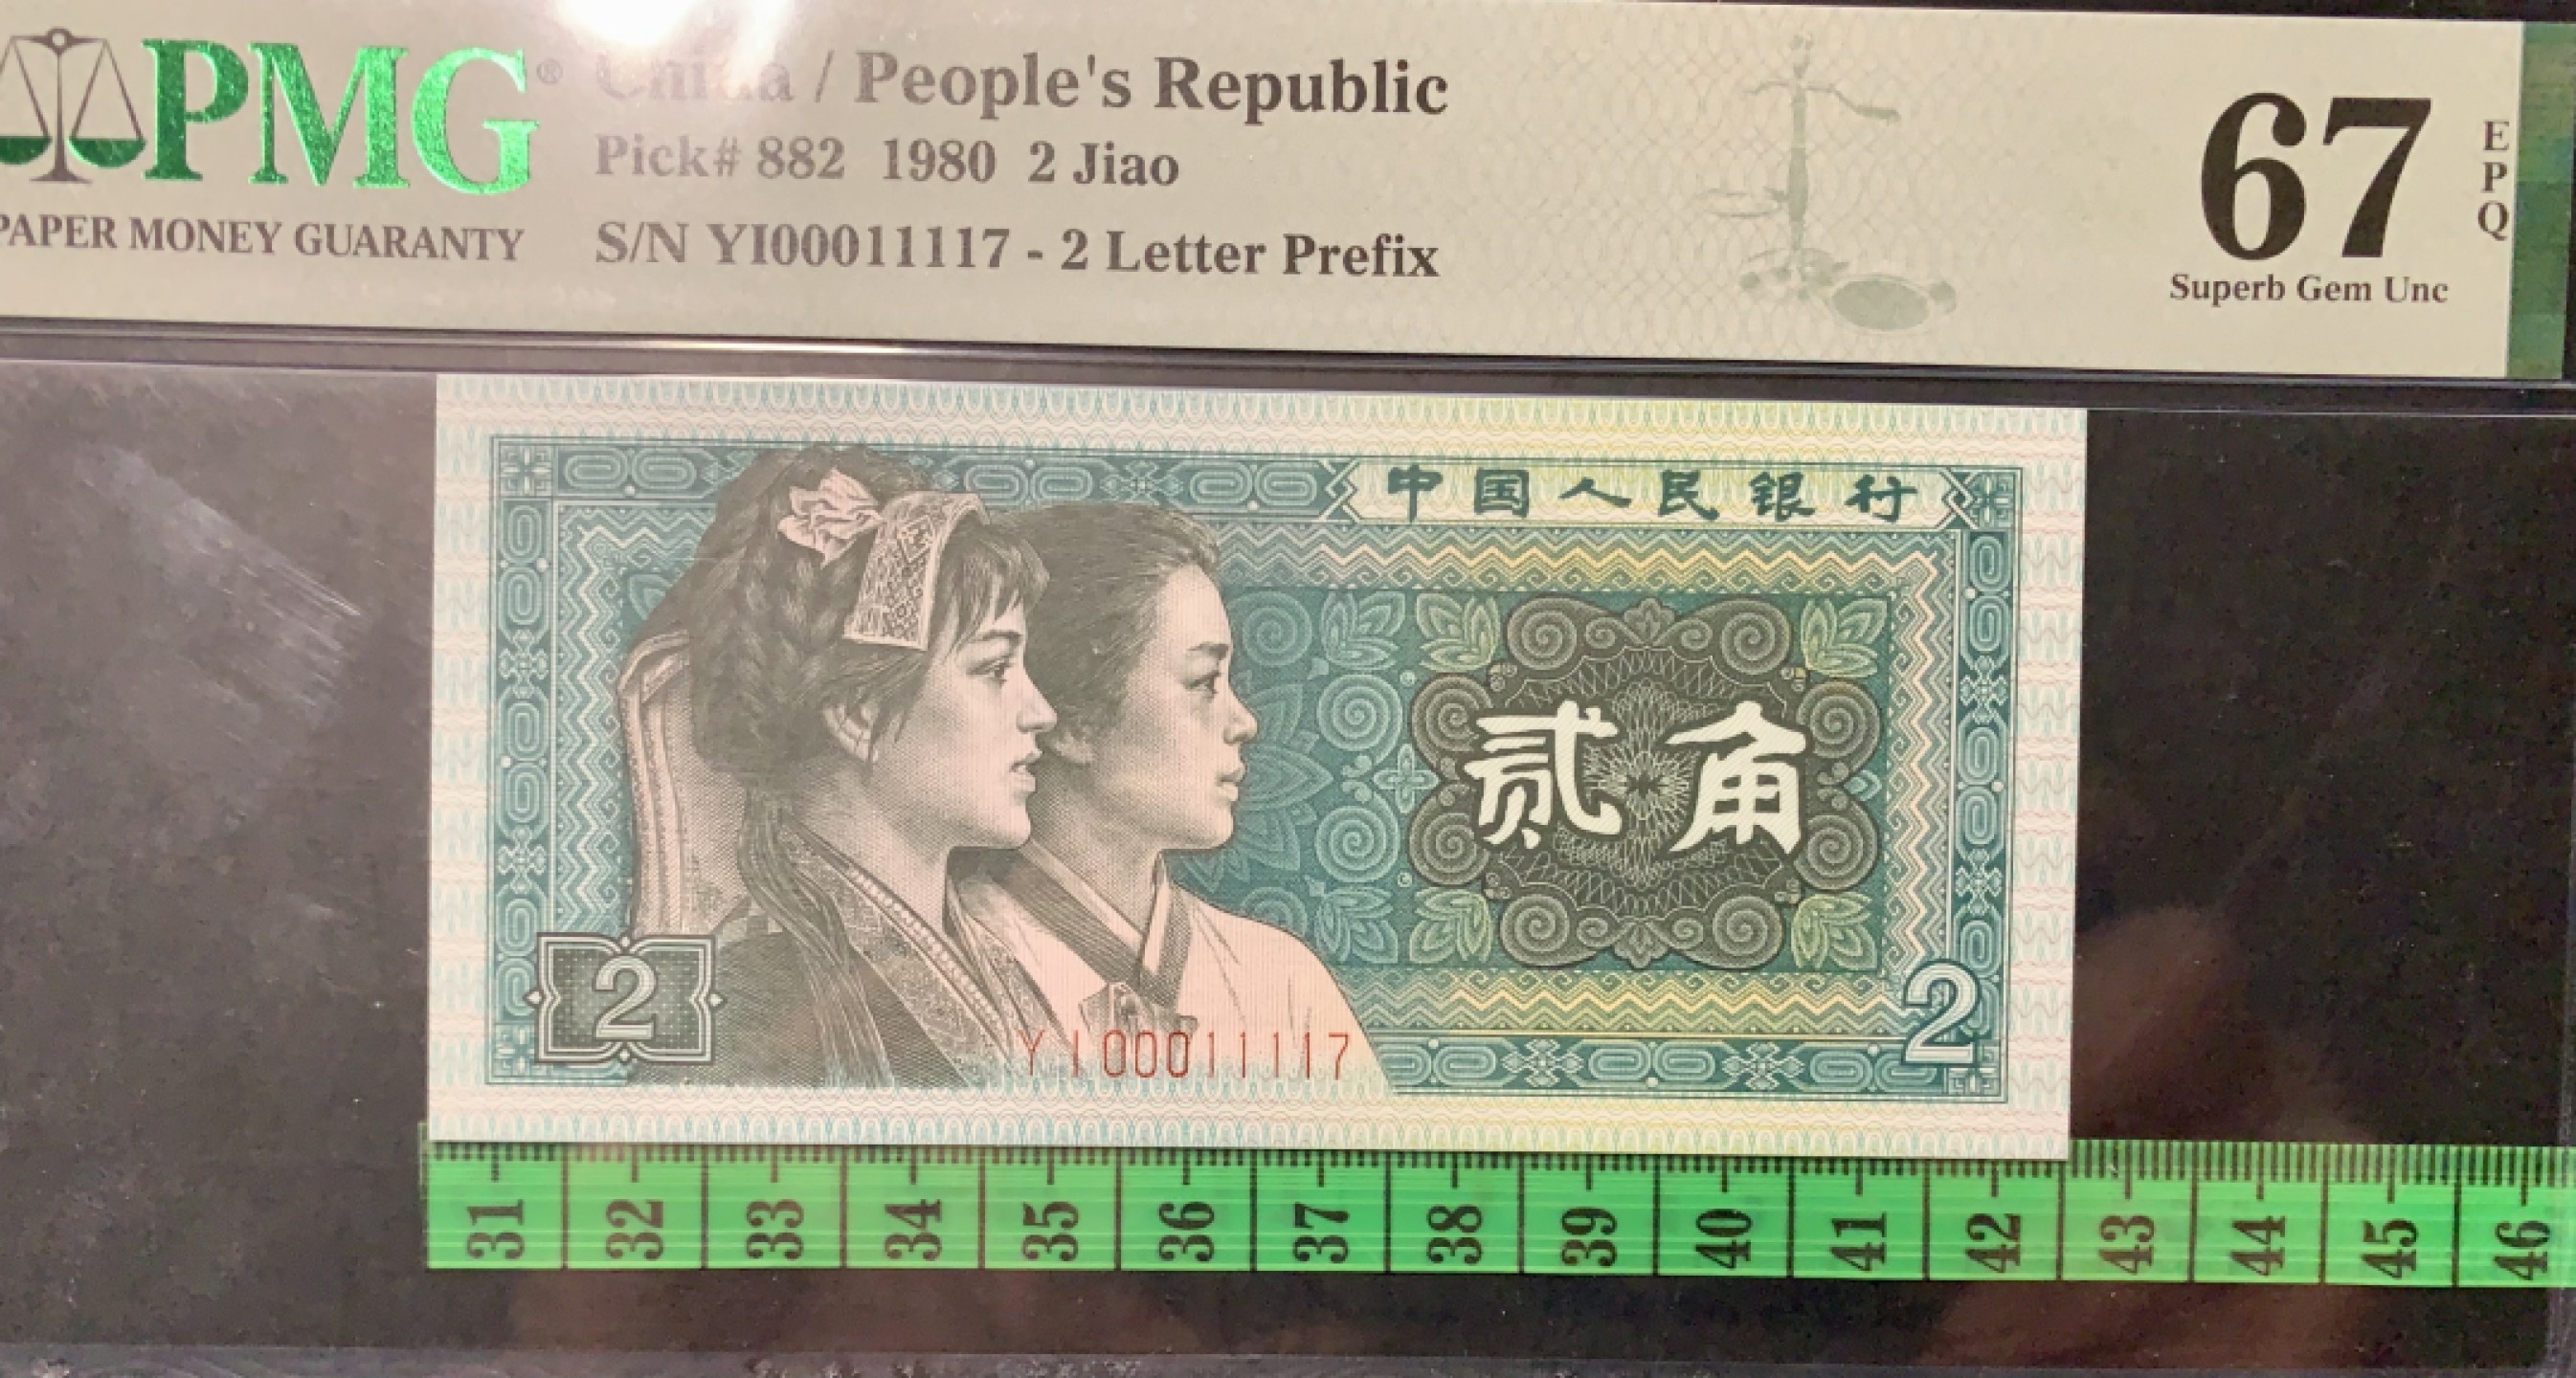 PMG®
PAPER MONEY GUARANTY
China / People's Republic
Pick# 882 1980 2 Jiao
S/N YI00011117 - 2 Letter Prefix
67
EPQ
Superb Gem Unc
中国人民银行
贰角
2
2
YI00011117
31 32 33 34 35 36 37 38 39 40 41 42 43 44 45 46